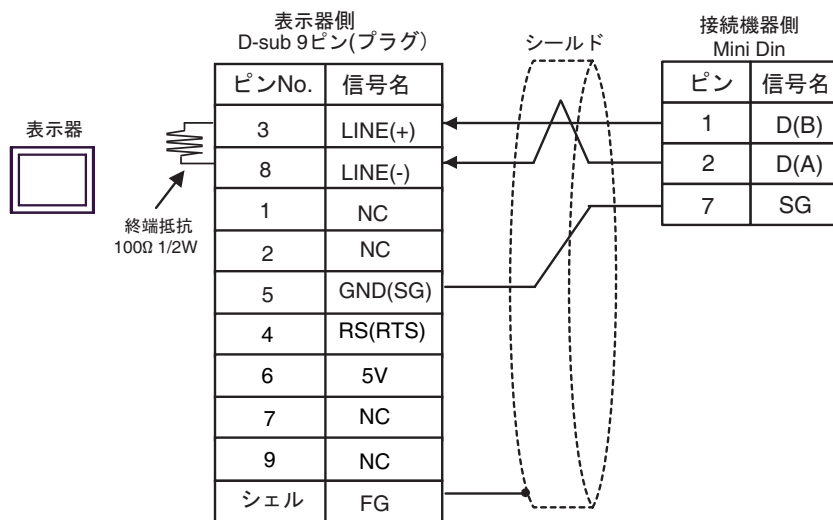 表示器側
D-sub 9ピン(プラグ）
シールド
接続機器側
Mini Din
表示器
終端抵抗
100Ω 1/2W
ピンNo. 信号名
3 LINE(+)
8 LINE(-)
1 NC
2 NC
5 GND(SG)
4 RS(RTS)
6 5V
7 NC
9 NC
シェル FG
ピン 信号名
1 D(B)
2 D(A)
7 SG